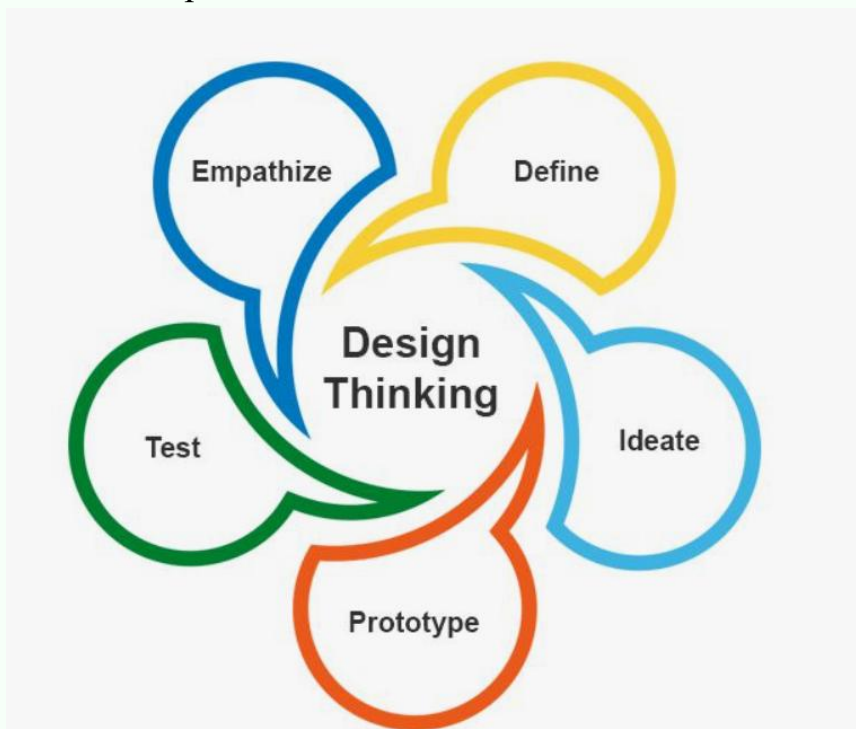 Empathize
Define
Design
Thinking
Ideate
Test
Prototype